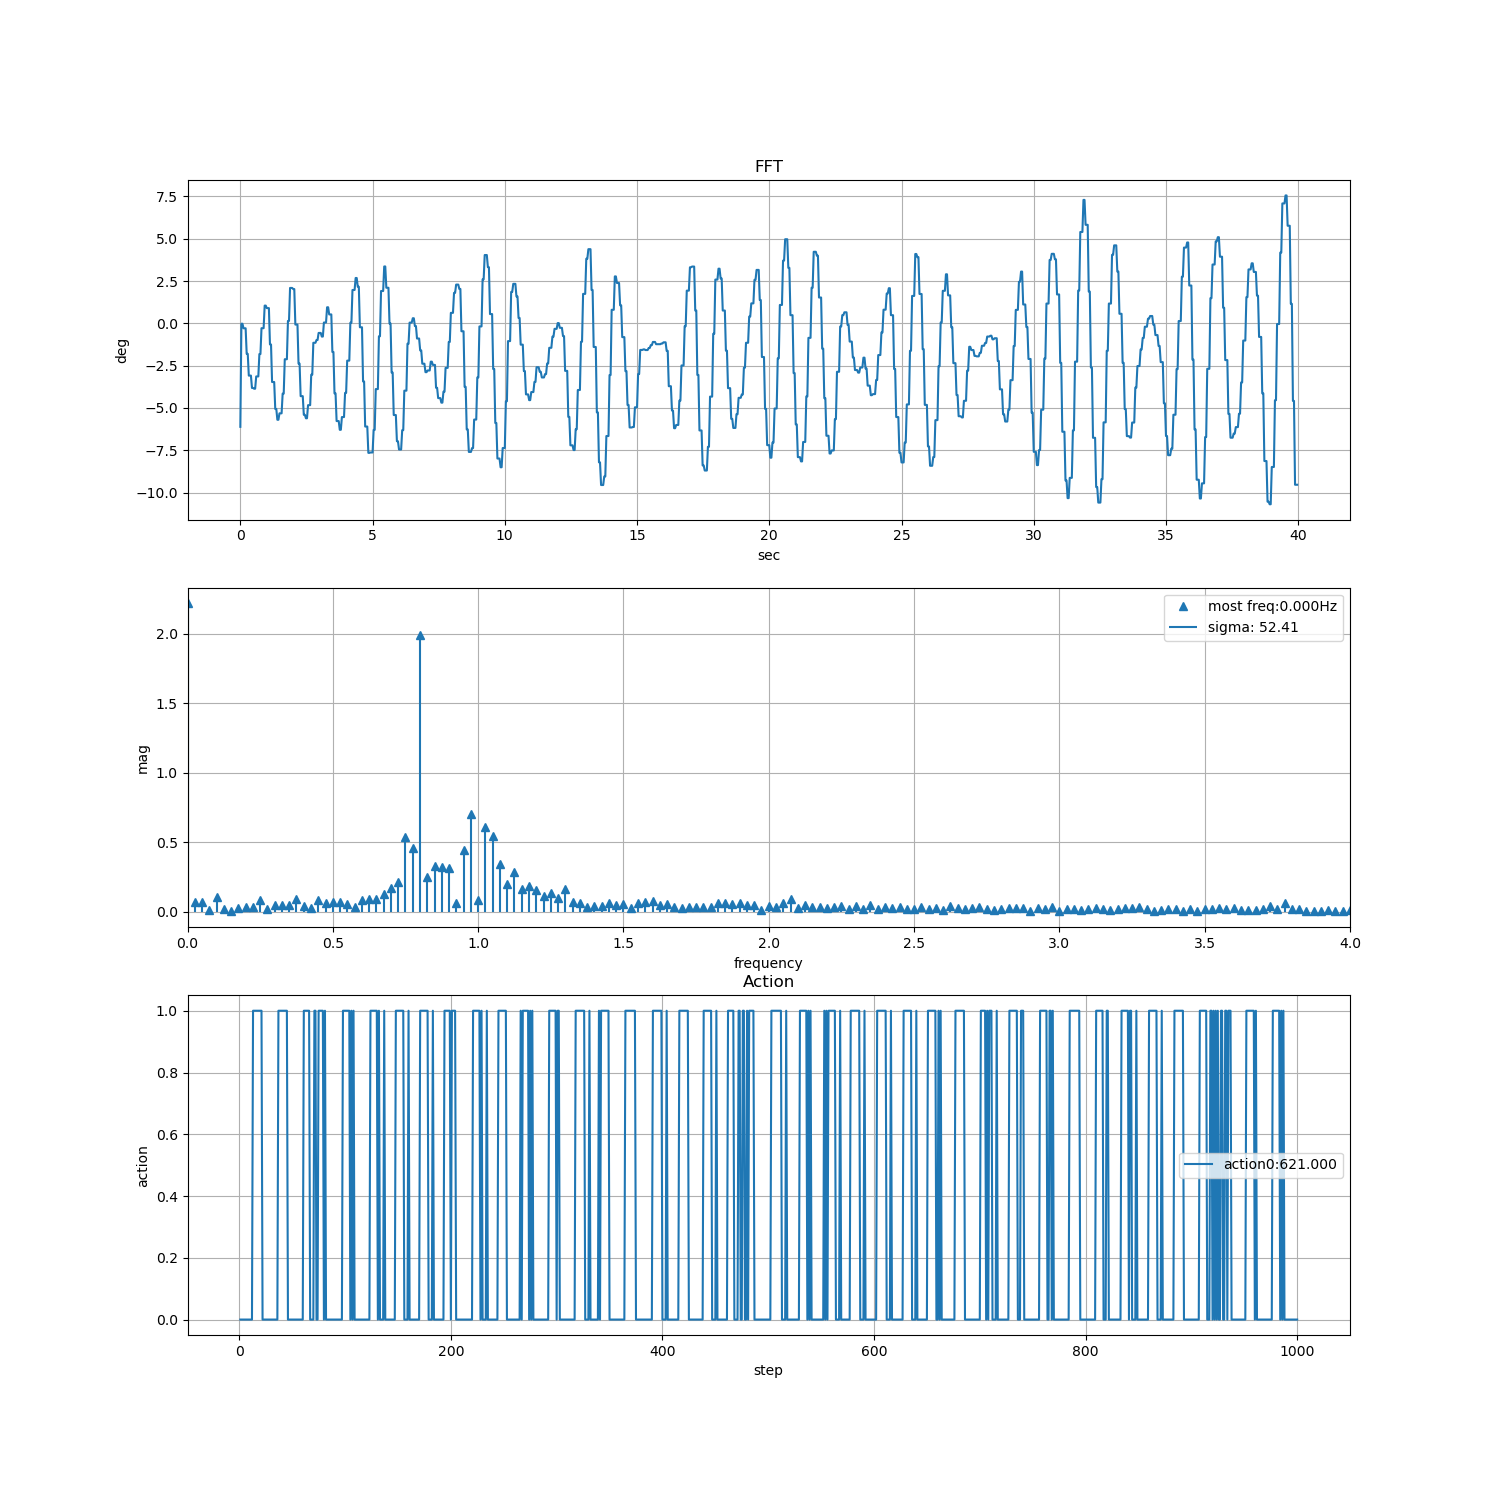 FFT
7.5
5.0
2.5
0.0
−2.5
−5.0
−7.5
−10.0
deg
0 5 10 15 20 25 30 35 40
sec
2.0
1.5
1.0
0.5
0.0
mag
most freq:0.000Hz
sigma: 52.41
0.0 0.5 1.0 1.5 2.0 2.5 3.0 3.5 4.0
frequency
Action
1.0
0.8
0.6
0.4
0.2
0.0
action
action0:621.000
0 200 400 600 800 1000
step